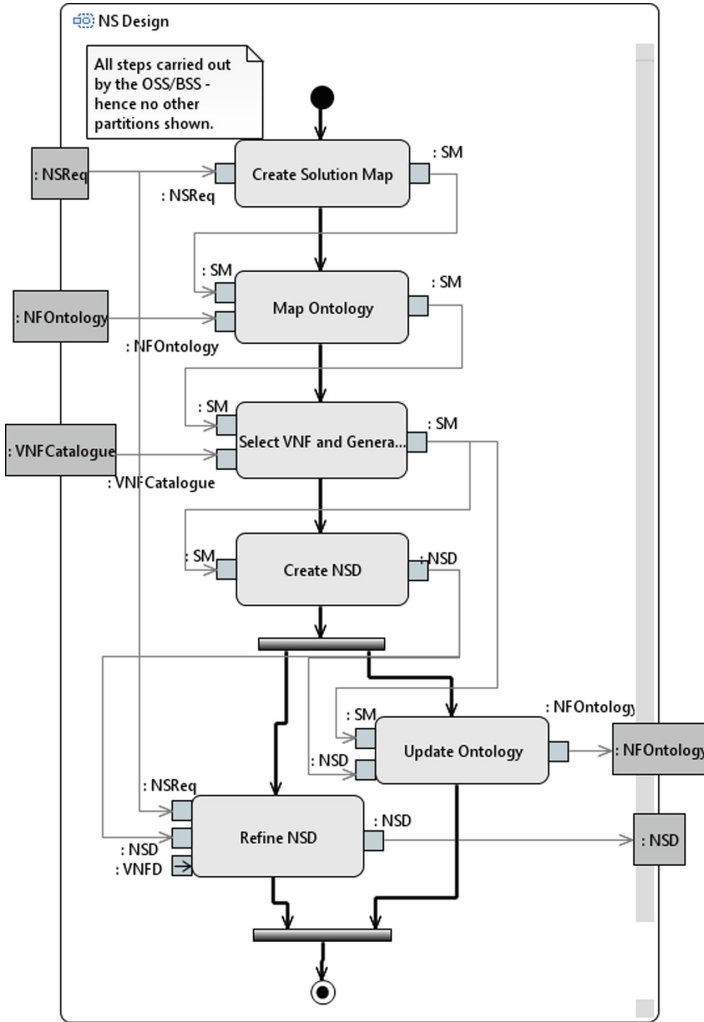 NS Design
All steps carried out
by the OSS/BSS -
hence no other
partitions shown.
: SM
: NSReq
Create Solution Map
: NSReq
: SM
: SM
: NFOntology
Map Ontology
: NFOntology
: SM
: SM
: VNFCatalogue
Select VNF and Genera...
: VNFCatalogue
: SM
: NSD
Create NSD
: NFOntology
: SM
Update Ontology
: NFOntology
: NSD
: NSReq
: NSD
Refine NSD
: NSD
: NSD
: VNFD